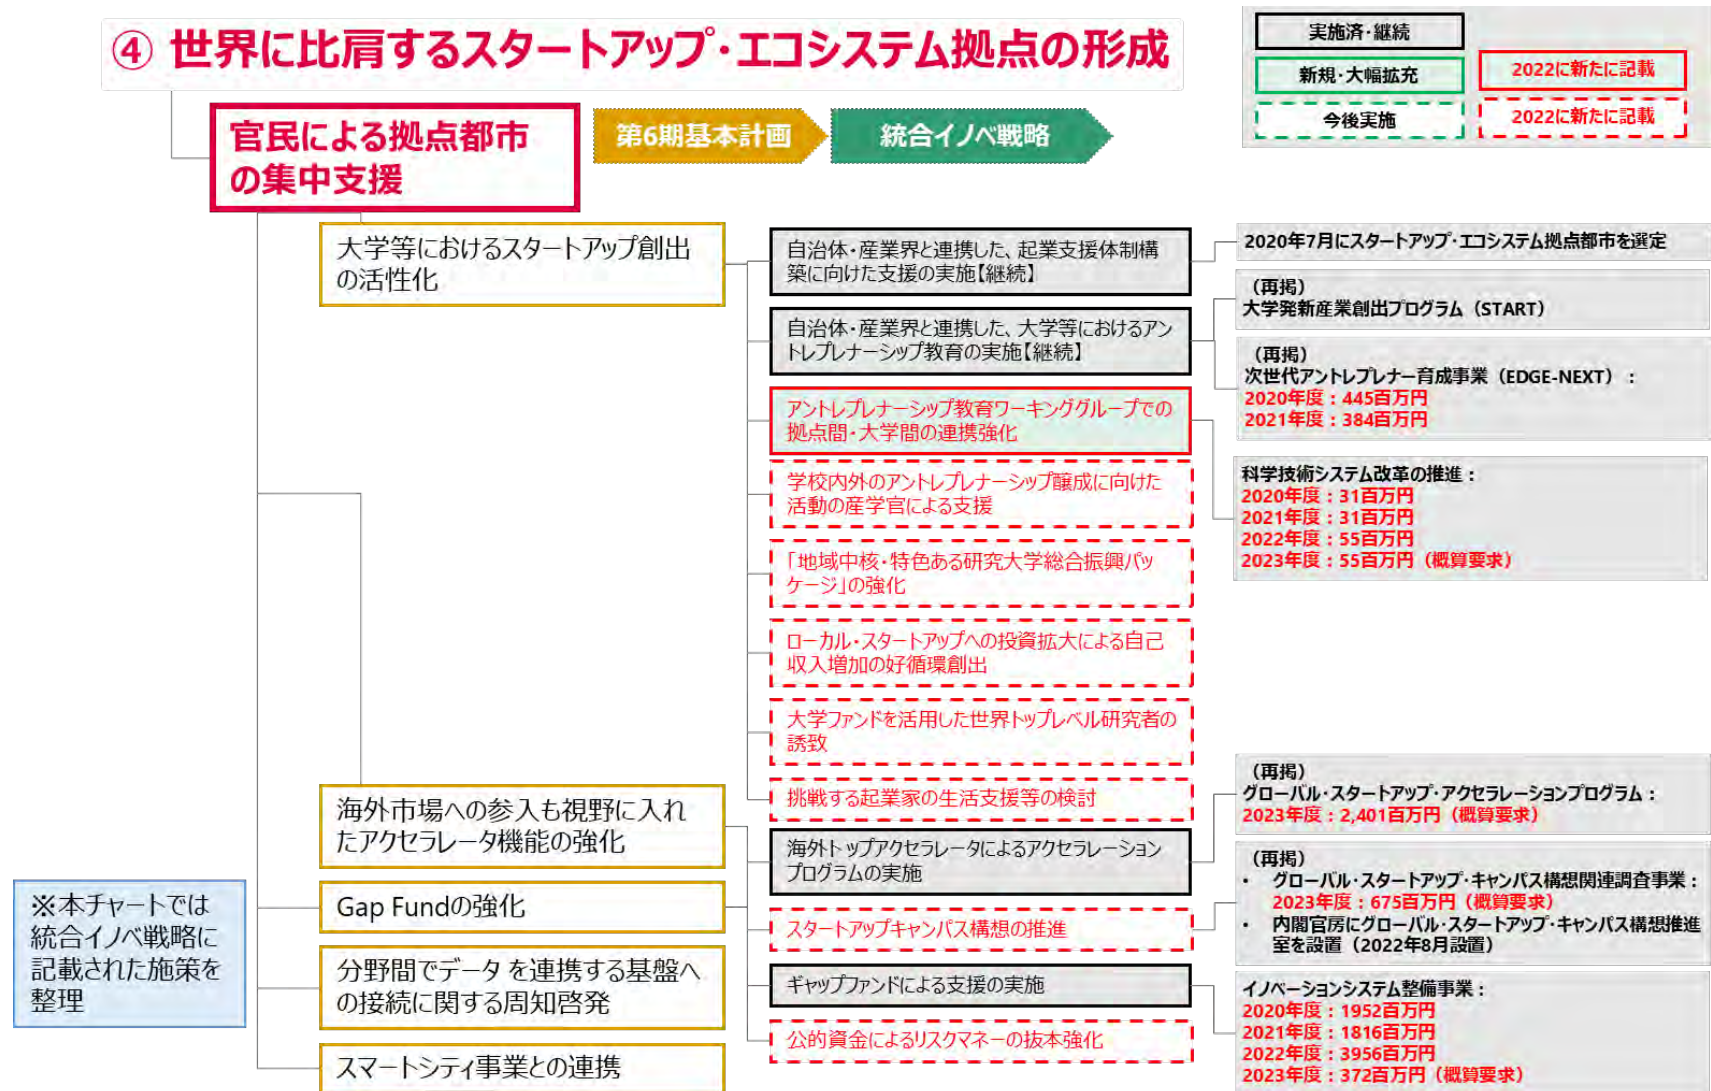 ④ 世界に比肩するスタートアップ・エコシステム拠点の形成
実施済・継続
新規・大幅拡充
2022に新たに記載
今後実施
2022に新たに記載
官民による拠点都市
の集中支援
第6期基本計画
統合イノベ戦略
大学等におけるスタートアップ創出
の活性化
自治体・産業界と連携した、起業支援体制構
築に向けた支援の実施【継続】
2020年7月にスタートアップ・エコシステム拠点都市を選定
自治体・産業界と連携した、大学等におけるアン
トレプレナーシップ教育の実施【継続】
（再掲）
大学発新産業創出プログラム（START）
（再掲）
次世代アントレプレナー育成事業（EDGE-NEXT）：
2020年度：445百万円
2021年度：384百万円
アントレプレナーシップ教育ワーキンググループでの
拠点間・大学間の連携強化
科学技術システム改革の推進：
2020年度：31百万円
2021年度：31百万円
2022年度：55百万円
2023年度：55百万円（概算要求）
学校内外のアントレプレナーシップ醸成に向けた
活動の産学官による支援
「地域中核・特色ある研究大学総合振興パッ
ケージ」の強化
ローカル・スタートアップへの投資拡大による自己
収入増加の好循環創出
大学ファンドを活用した世界トップレベル研究者の
誘致
挑戦する起業家の生活支援等の検討
海外市場への参入も視野に入れ
たアクセラレータ機能の強化
海外トップアクセラレータによるアクセラレーション
プログラムの実施
（再掲）
グローバル・スタートアップ・アクセラレーションプログラム：
2023年度：2,401百万円（概算要求）
スタートアップキャンパス構想の推進
（再掲）
• グローバル・スタートアップ・キャンパス構想関連調査事業：
2023年度：675百万円（概算要求）
• 内閣官房にグローバル・スタートアップ・キャンパス構想推進
室を設置（2022年8月設置）
Gap Fundの強化
ギャップファンドによる支援の実施
イノベーションシステム整備事業：
2020年度：1952百万円
2021年度：1816百万円
2022年度：3956百万円
2023年度：372百万円（概算要求）
公的資金によるリスクマネーの抜本強化
分野間でデータ を連携する基盤へ
の接続に関する周知啓発
スマートシティ事業との連携
※本チャートでは
統合イノベ戦略に
記載された施策を
整理